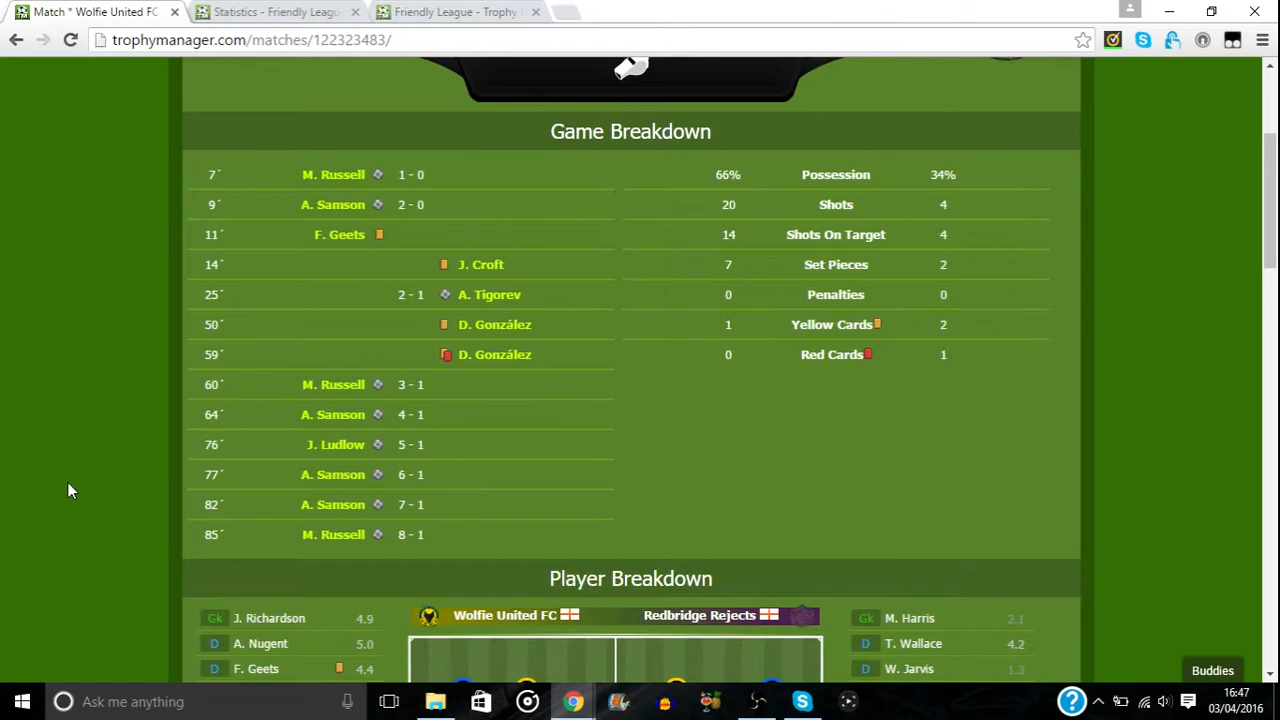 Match " Wolfie United FC
Statistics - Friendly Leagu
Friendly League - Trophy
trophymanager.com/matches/122323483/
Game Breakdown
7´ M. Russell 1 - 0
9´ A. Samson 2 - 0
11´ F. Geets
14´ J. Croft
25´ 2 - 1 A. Tigorev
50´ D. González
59´ D. González
60´ M. Russell 3 - 1
64´ A. Samson 4 - 1
76´ J. Ludlow 5 - 1
77´ A. Samson 6 - 1
82´ A. Samson 7 - 1
85´ M. Russell 8 - 1
66% Possession 34%
20 Shots 4
14 Shots On Target 4
7 Set Pieces 2
0 Penalties 0
1 Yellow Cards 2
0 Red Cards 1
Player Breakdown
Wolfie United FC Redbridge Rejects
Gk J. Richardson 4.9
D A. Nugent 5.0
D F. Geets 4.4
Gk M. Harris 2.1
D T. Wallace 4.2
D W. Jarvis 1.3
Buddies
Ask me anything
16:47
03/04/2016